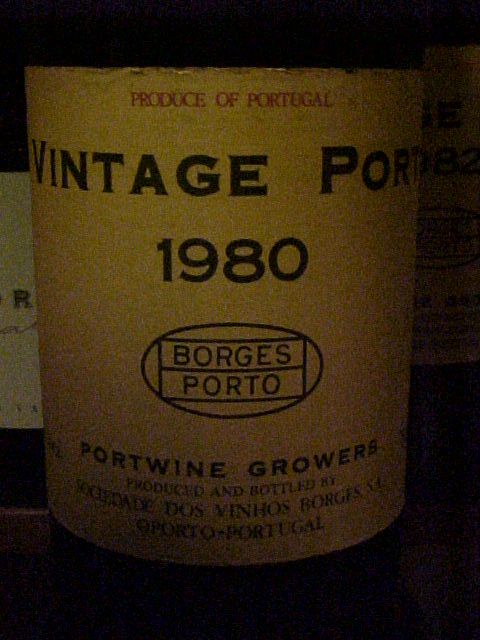 PRODUCE OF PORTUGAL
VINTAGE PORT
1980
BORGES
PORTO
PORTWINE GROWERS
PRODUCED AND BOTTLED BY
SOCIEDADE DOS VINHOS BORGES, S.A.
OPORTO-PORTUGAL